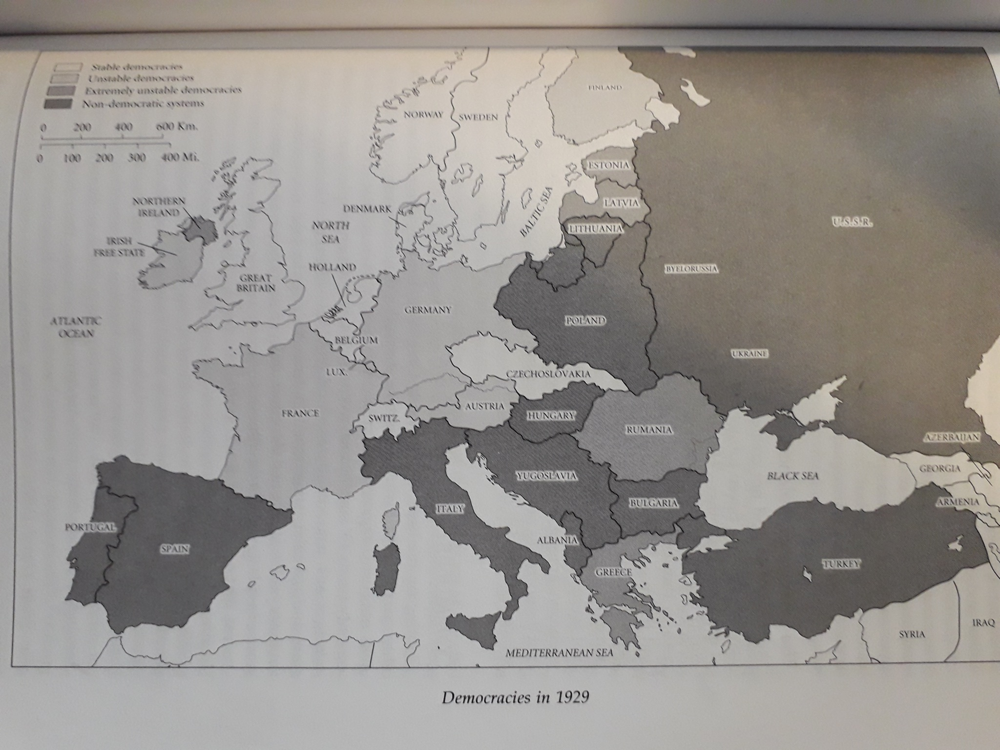 Stable democracies
Unstable democracies
Extremely unstable democracies
Non-democratic systems
0 200 400 600 Km.
0 100 200 300 400 Mi.
FINLAND
NORWAY
SWEDEN
ESTONIA
LATVIA
LITHUANIA
BALTIC SEA
DENMARK
NORTH
SEA
NORTHERN
IRELAND
IRISH
FREE STATE
U.S.S.R.
HOLLAND
GREAT
BRITAIN
BYELORUSSIA
ATLANTIC
OCEAN
GERMANY
POLAND
BELGIUM
UKRAINE
LUX.
CZECHOSLOVAKIA
FRANCE
SWITZ.
AUSTRIA
HUNGARY
RUMANIA
AZERBAIJAN
GEORGIA
ARMENIA
YUGOSLAVIA
BLACK SEA
BULGARIA
ITALY
PORTUGAL
SPAIN
ALBANIA
GREECE
TURKEY
SYRIA
IRAQ
MEDITERRANEAN SEA
Democracies in 1929